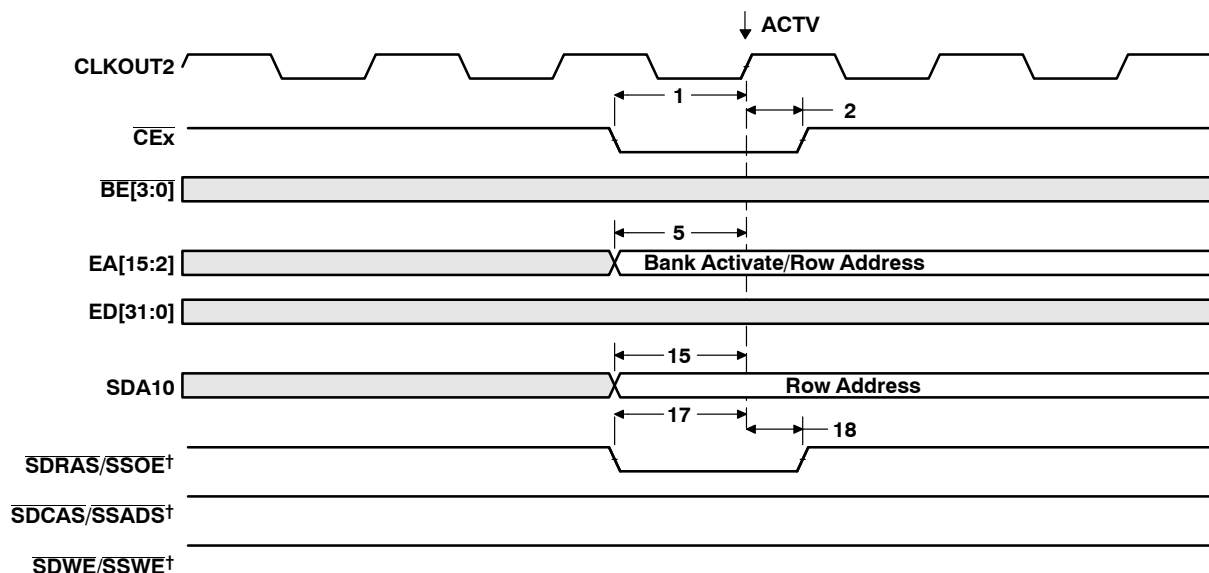 ACTV
CLKOUT2
1
2
CEx
BE[3:0]
5
EA[15:2]
Bank Activate/Row Address
ED[31:0]
15
SDA10
Row Address
17
18
SDRAS/SSOE†
SDCAS/SSADS†
SDWE/SSWE†